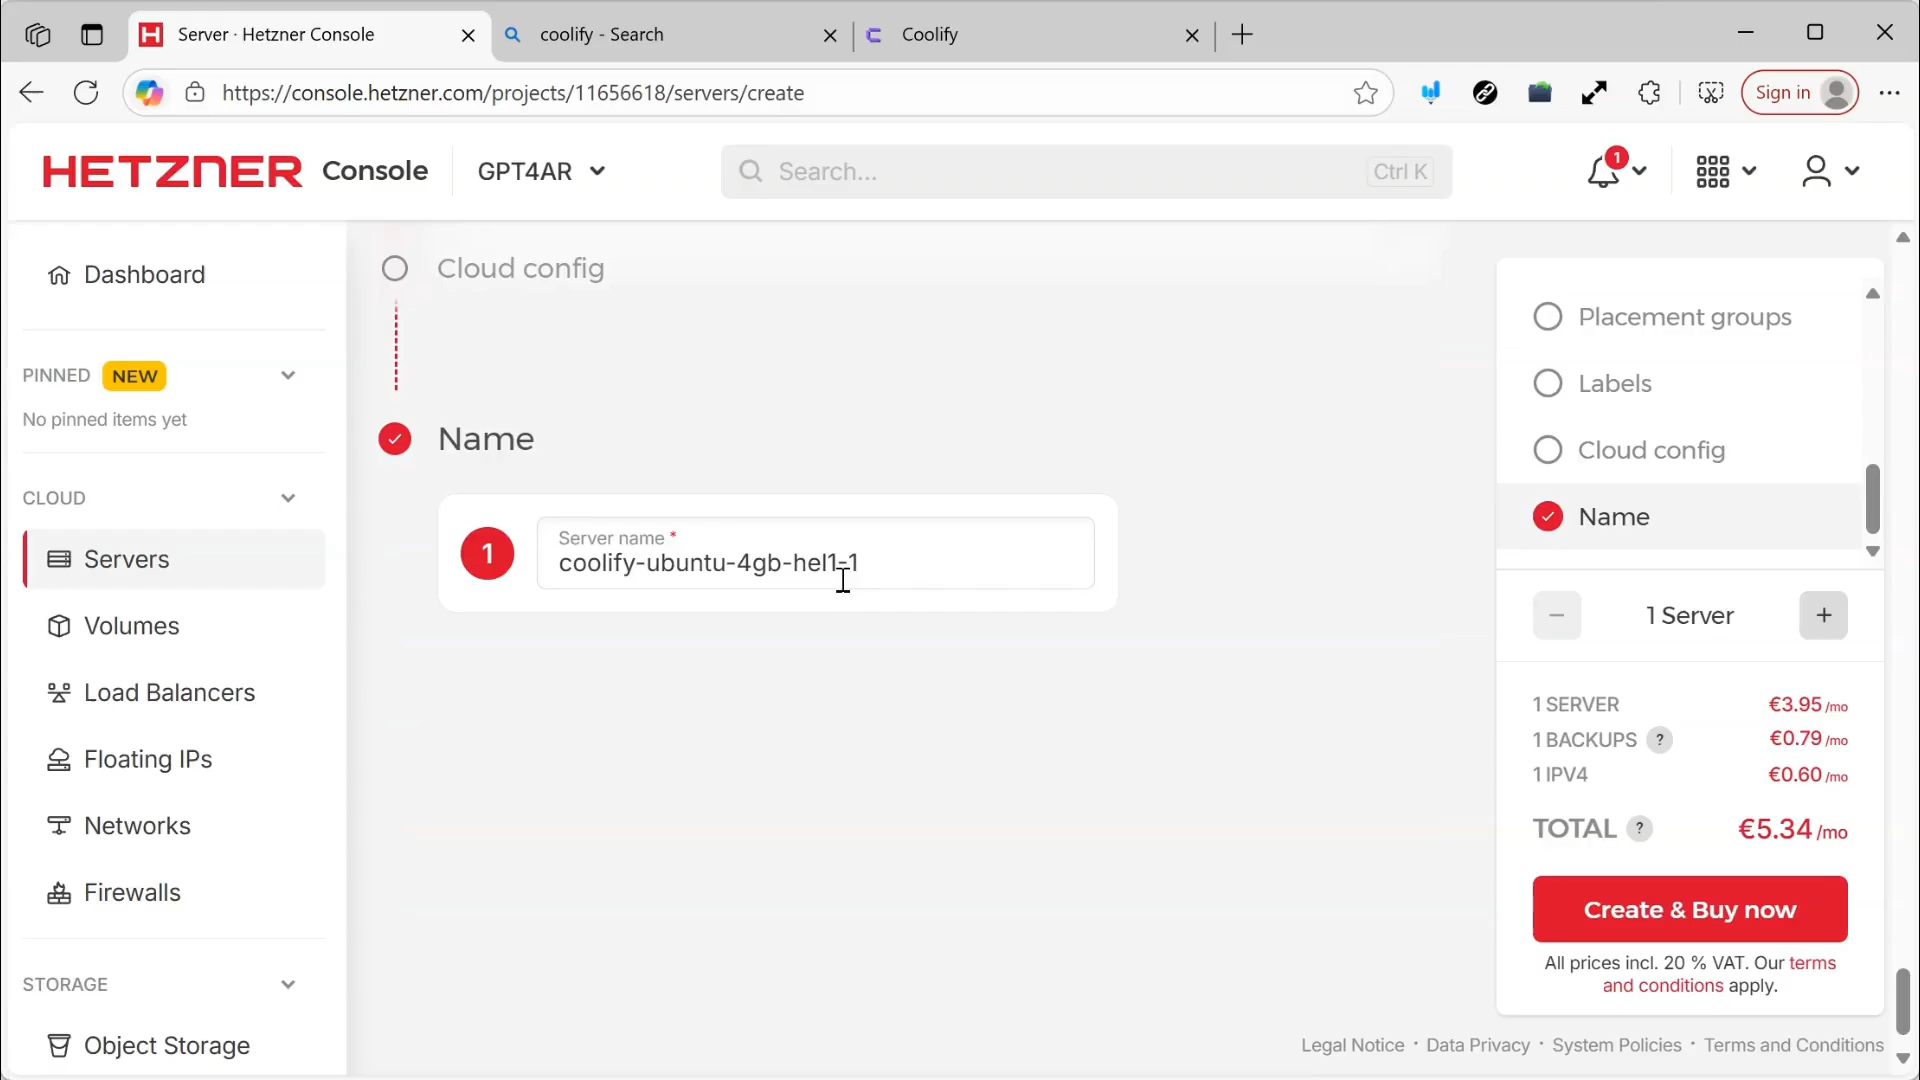 Server · Hetzner Console
coolify - Search
Coolify
https://console.hetzner.com/projects/11656618/servers/create
Sign in
HETZNER Console
GPT4AR
Search...
Ctrl K
1
Dashboard
PINNED NEW
No pinned items yet
CLOUD
Servers
Volumes
Load Balancers
Floating IPs
Networks
Firewalls
STORAGE
Object Storage
Cloud config
Name
1
Server name *
coolify-ubuntu-4gb-hel1-1
Placement groups
Labels
Cloud config
Name
1 Server
1 SERVER €3.95 /mo
1 BACKUPS ? €0.79 /mo
1 IPV4 €0.60 /mo
TOTAL ? €5.34 /mo
Create & Buy now
All prices incl. 20 % VAT. Our terms
and conditions apply.
Legal Notice · Data Privacy · System Policies · Terms and Conditions